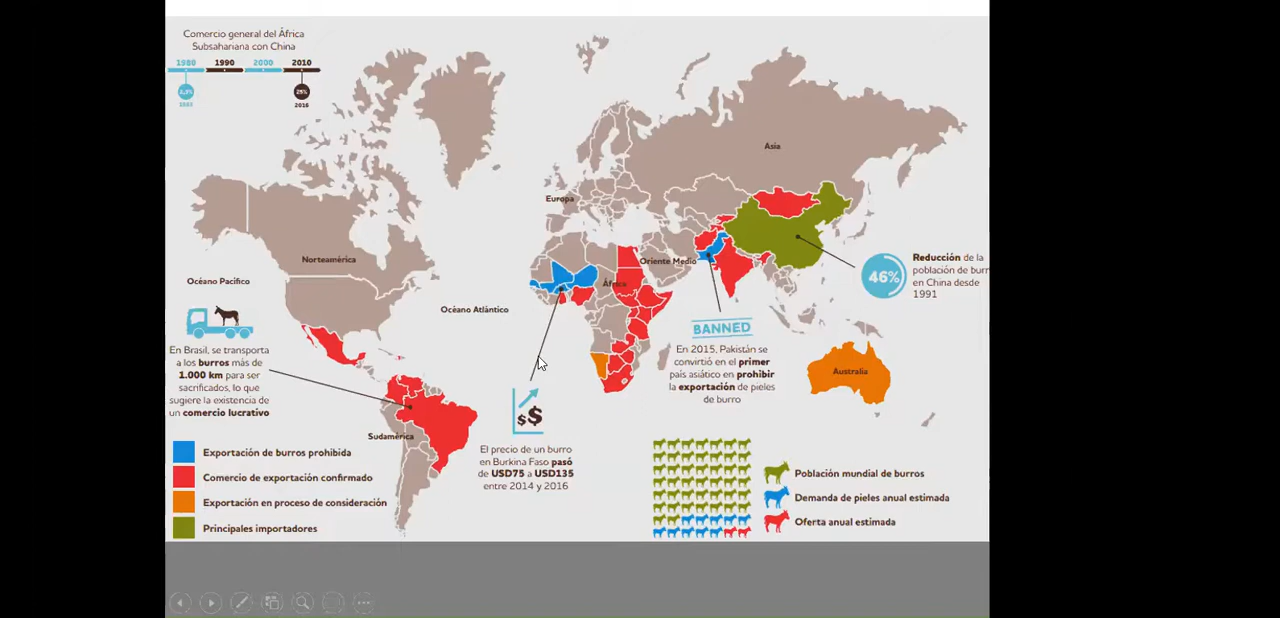 Comercio general del África
Subsahariana con China
1980
1990
2000
2010
25%
2016
Asia
Europa
Norteamérica
Oriente Medio
África
Océano Pacífico
Océano Atlántico
46%
Reducción de la
población de burr
en China desde
1991
BANNED
En 2015, Pakistán se
convirtió en el primer
país asiático en prohibir
la exportación de pieles
de burro
Australia
En Brasil, se transporta
a los burros más de
1.000 km para ser
sacrificados, lo que
sugiere la existencia de
un comercio lucrativo
Sudamérica
$$
El precio de un burro
en Burkina Faso pasó
de USD75 a USD135
entre 2014 y 2016
Exportación de burros prohibida
Comercio de exportación confirmado
Exportación en proceso de consideración
Principales importadores
Población mundial de burros
Demanda de pieles anual estimada
Oferta anual estimada